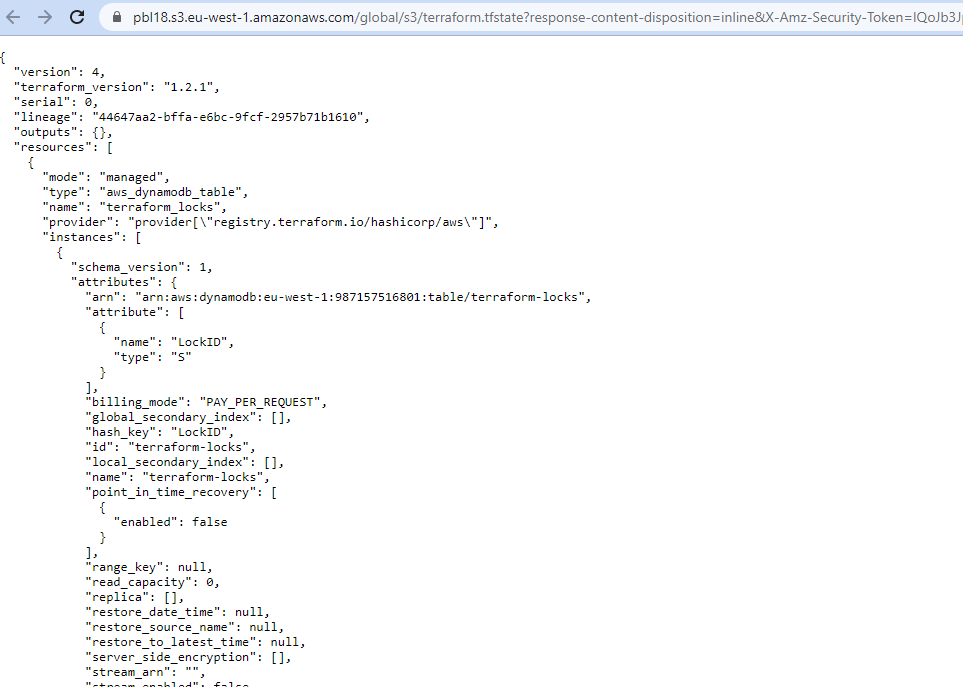 pbl18.s3.eu-west-1.amazonaws.com/global/s3/terraform.tfstate?response-content-disposition=inline&X-Amz-Security-Token=IQoJb3Jp
{
"version": 4,
"terraform_version": "1.2.1",
"serial": 0,
"lineage": "44647aa2-bffa-e6bc-9fcf-2957b71b1610",
"outputs": {},
"resources": [
{
"mode": "managed",
"type": "aws_dynamodb_table",
"name": "terraform_locks",
"provider": "provider[\"registry.terraform.io/hashicorp/aws\"]",
"instances": [
{
"schema_version": 1,
"attributes": {
"arn": "arn:aws:dynamodb:eu-west-1:987157516801:table/terraform-locks",
"attribute": [
{
"name": "LockID",
"type": "S"
}
],
"billing_mode": "PAY_PER_REQUEST",
"global_secondary_index": [],
"hash_key": "LockID",
"id": "terraform-locks",
"local_secondary_index": [],
"name": "terraform-locks",
"point_in_time_recovery": [
{
"enabled": false
}
],
"range_key": null,
"read_capacity": 0,
"replica": [],
"restore_date_time": null,
"restore_source_name": null,
"restore_to_latest_time": null,
"server_side_encryption": [],
"stream_arn": "",
"stream_enabled": false